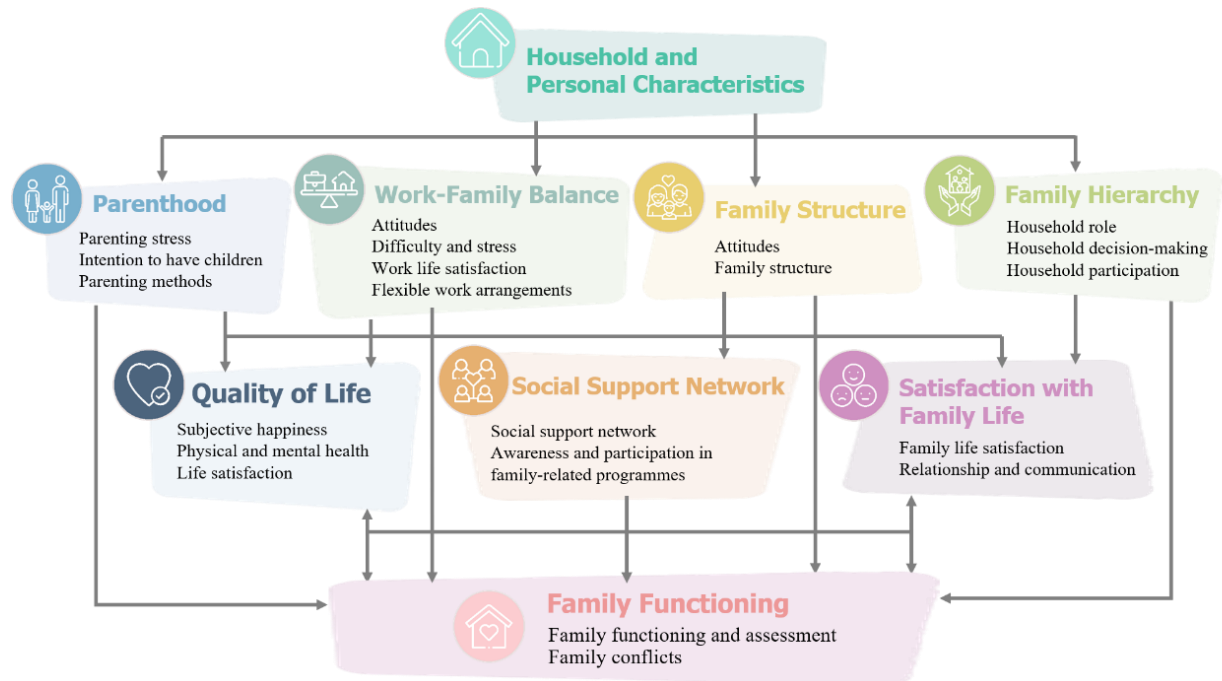 Household and
Personal Characteristics
Parenthood
Parenting stress
Intention to have children
Parenting methods
Work-Family Balance
Attitudes
Difficulty and stress
Work life satisfaction
Flexible work arrangements
Family Structure
Attitudes
Family structure
Family Hierarchy
Household role
Household decision-making
Household participation
Quality of Life
Subjective happiness
Physical and mental health
Life satisfaction
Social Support Network
Social support network
Awareness and participation in
family-related programmes
Satisfaction with
Family Life
Family life satisfaction
Relationship and communication
Family Functioning
Family functioning and assessment
Family conflicts